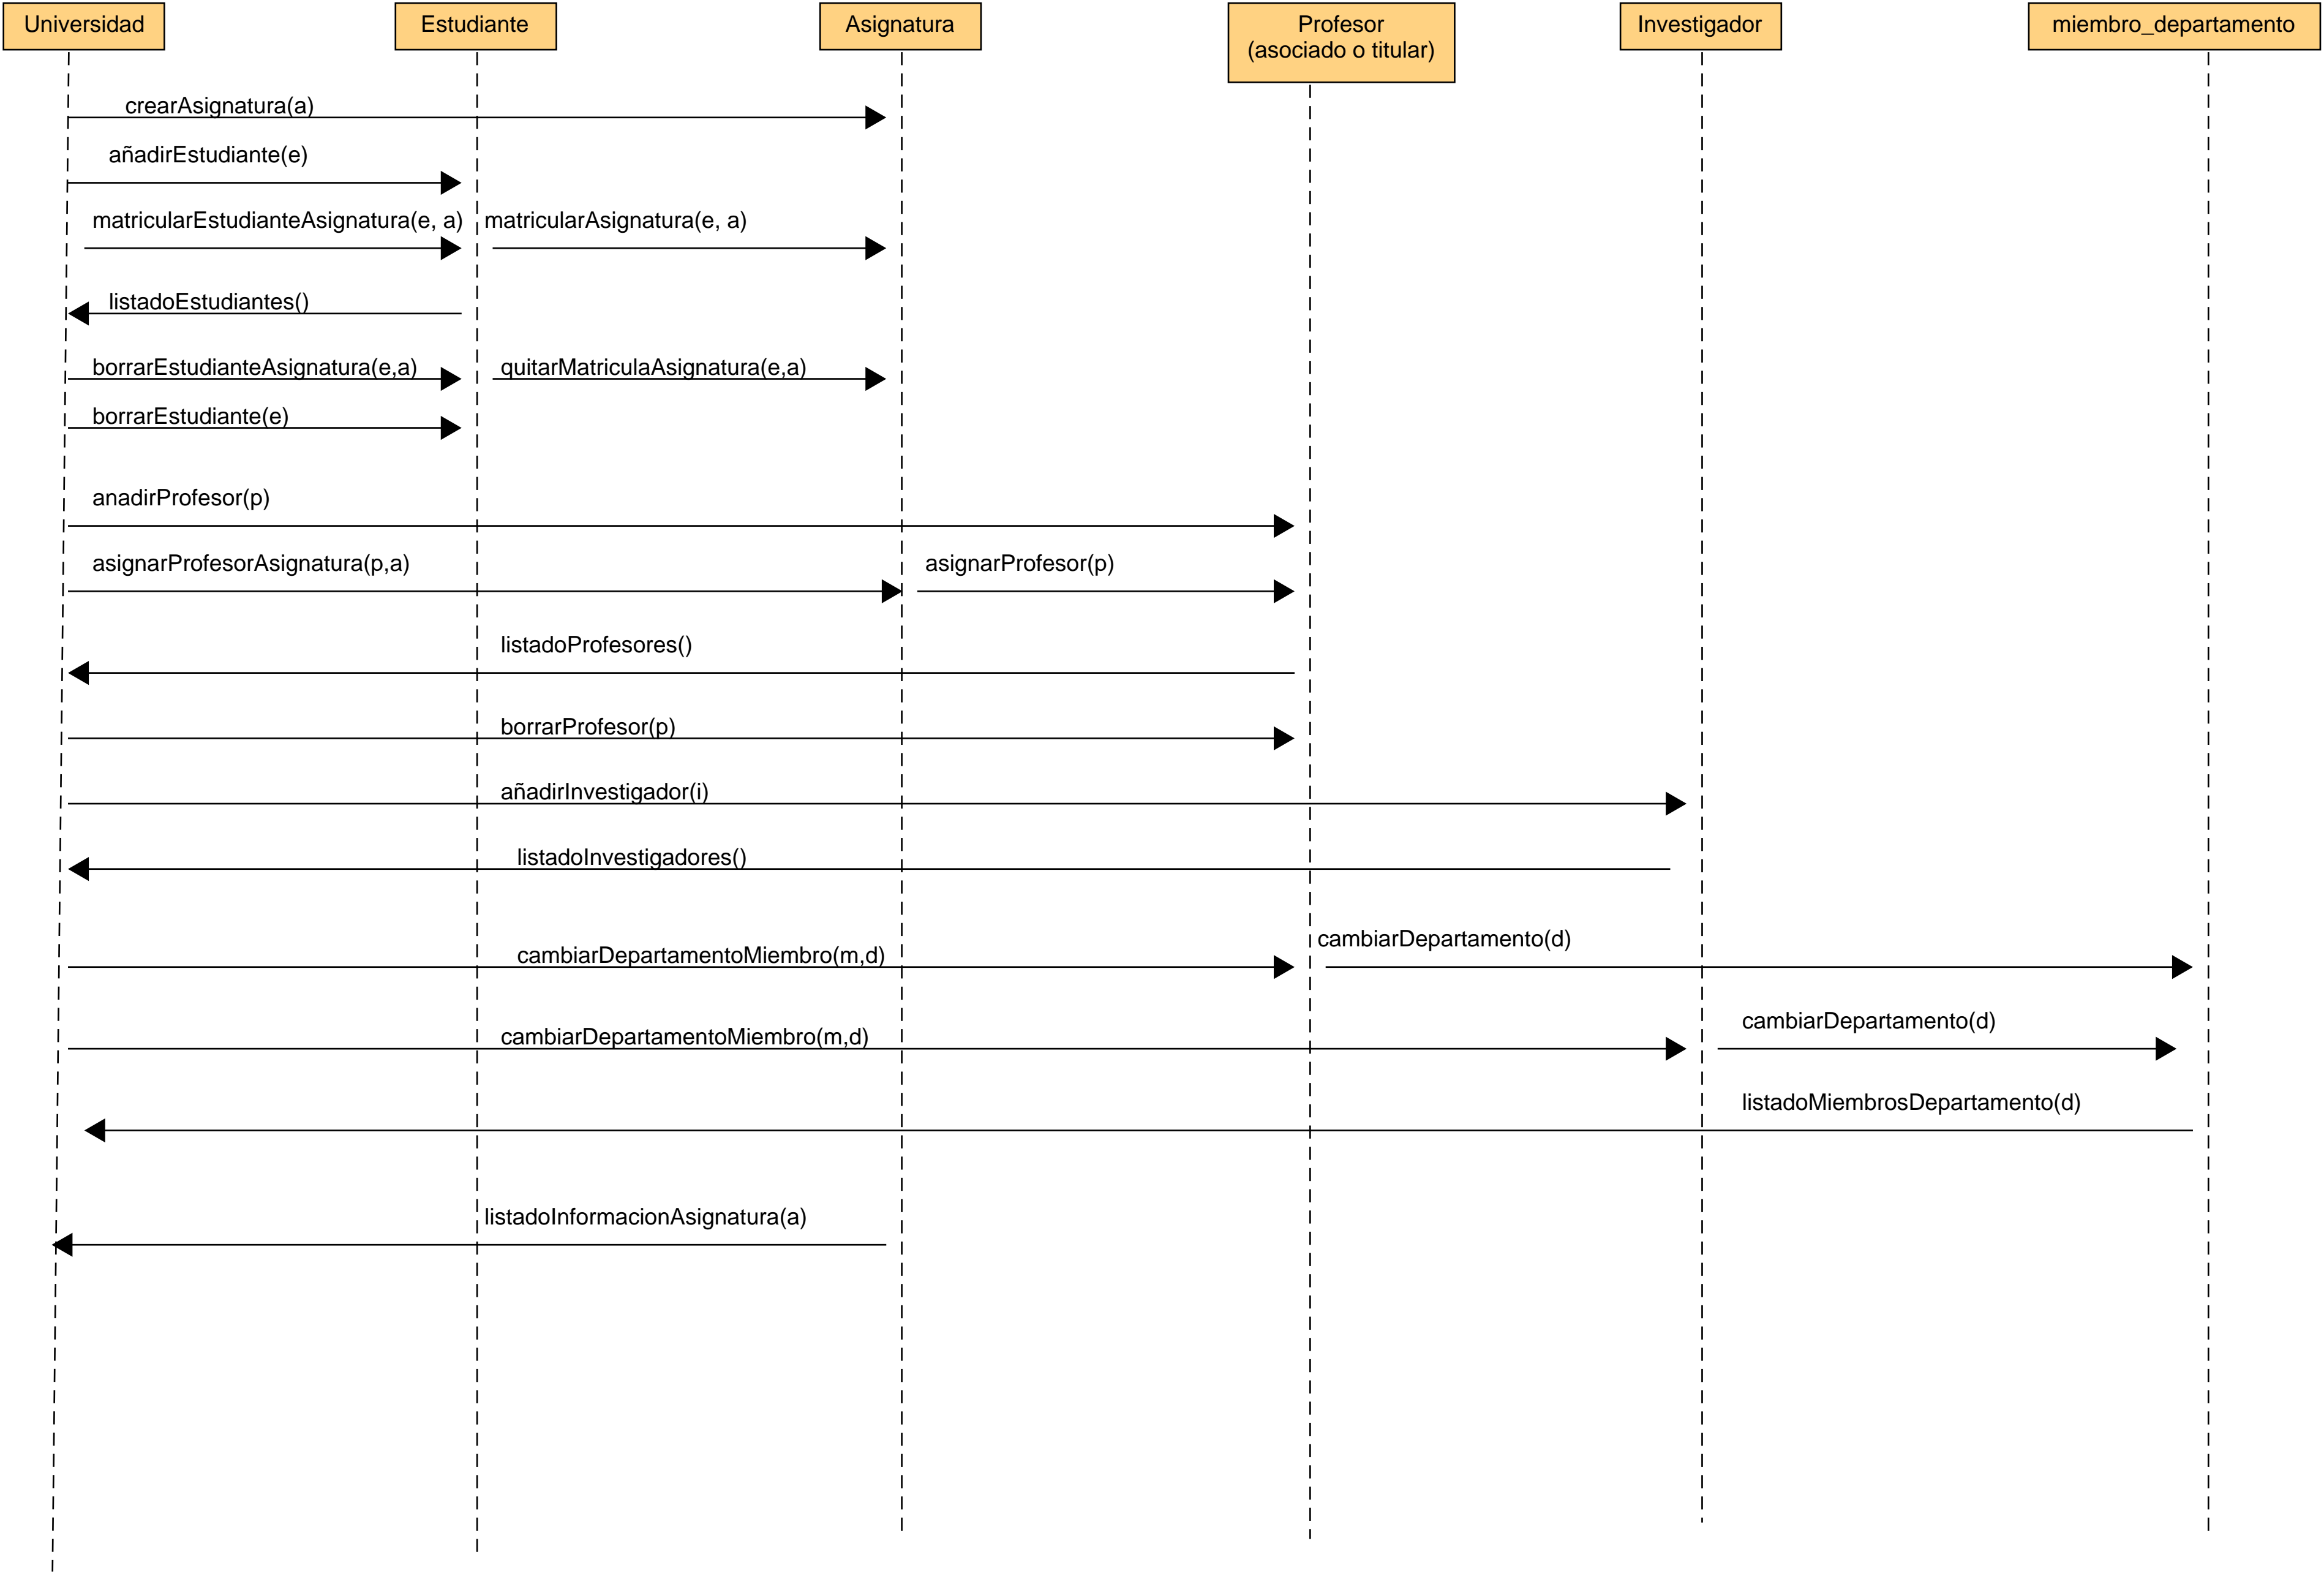 Universidad
Estudiante
Asignatura
Profesor
(asociado o titular)
Investigador
miembro_departamento
crearAsignatura(a)
añadirEstudiante(e)
matricularEstudianteAsignatura(e, a)
matricularAsignatura(e, a)
listadoEstudiantes()
borrarEstudianteAsignatura(e,a)
quitarMatriculaAsignatura(e,a)
borrarEstudiante(e)
anadirProfesor(p)
asignarProfesorAsignatura(p,a)
asignarProfesor(p)
listadoProfesores()
borrarProfesor(p)
añadirInvestigador(i)
listadoInvestigadores()
cambiarDepartamentoMiembro(m,d)
cambiarDepartamento(d)
cambiarDepartamentoMiembro(m,d)
cambiarDepartamento(d)
listadoMiembrosDepartamento(d)
listadoInformacionAsignatura(a)